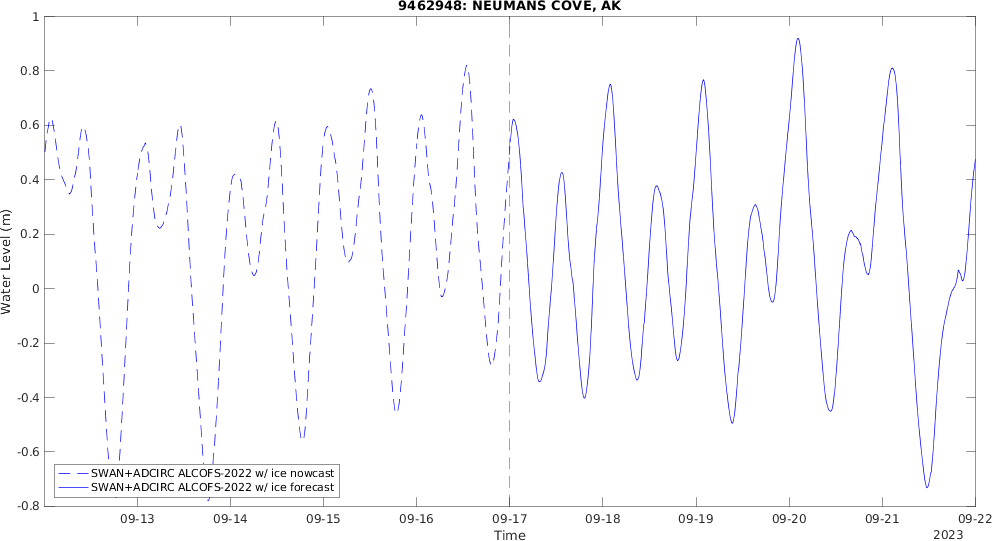 9462948: NEUMANS COVE, AK
Water Level (m)
1
0.8
0.6
0.4
0.2
0
-0.2
-0.4
-0.6
-0.8
SWAN+ADCIRC ALCOFS-2022 w/ ice nowcast
SWAN+ADCIRC ALCOFS-2022 w/ ice forecast
09-13 09-14 09-15 09-16 09-17 09-18 09-19 09-20 09-21 09-22
Time
2023